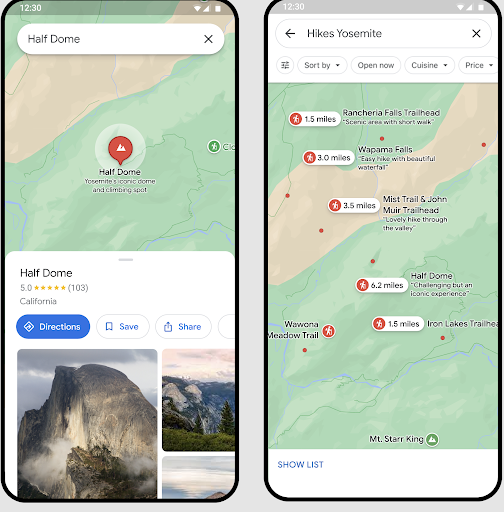 12:30
Half Dome
Half Dome
Yosemite's iconic dome
and climbing spot
Half Dome
5.0 (103)
California
Directions
Save
Share
12:30
Hikes Yosemite
Sort by
Open now
Cuisine
Price
1.5 miles
Rancheria Falls Trailhead
"Scenic area with short walk"
3.0 miles
Wapama Falls
"Easy hike with beautiful
waterfall"
3.5 miles
Mist Trail & John
Muir Trailhead
"Lovely hike through
the valley"
6.2 miles
Half Dome
"Challenging but an
iconic experience"
1.5 miles
Iron Lakes Trailhea
Wawona
Meadow Trail
Mt. Starr King
SHOW LIST